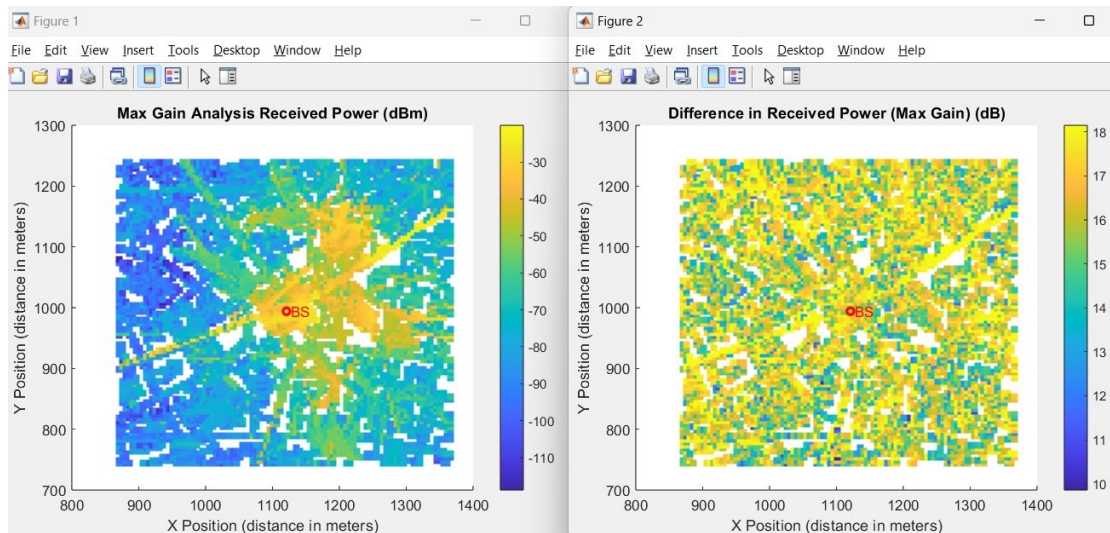 Figure 1
File Edit View Insert Tools Desktop Window Help
Max Gain Analysis Received Power (dBm)
1300
1200
1100
1000
900
800
700
Y Position (distance in meters)
BS
800 900 1000 1100 1200 1300 1400
X Position (distance in meters)
-30
-40
-50
-60
-70
-80
-90
-100
-110
Figure 2
File Edit View Insert Tools Desktop Window Help
Difference in Received Power (Max Gain) (dB)
1300
1200
1100
1000
900
800
700
Y Position (distance in meters)
BS
800 900 1000 1100 1200 1300 1400
X Position (distance in meters)
18
17
16
15
14
13
12
11
10